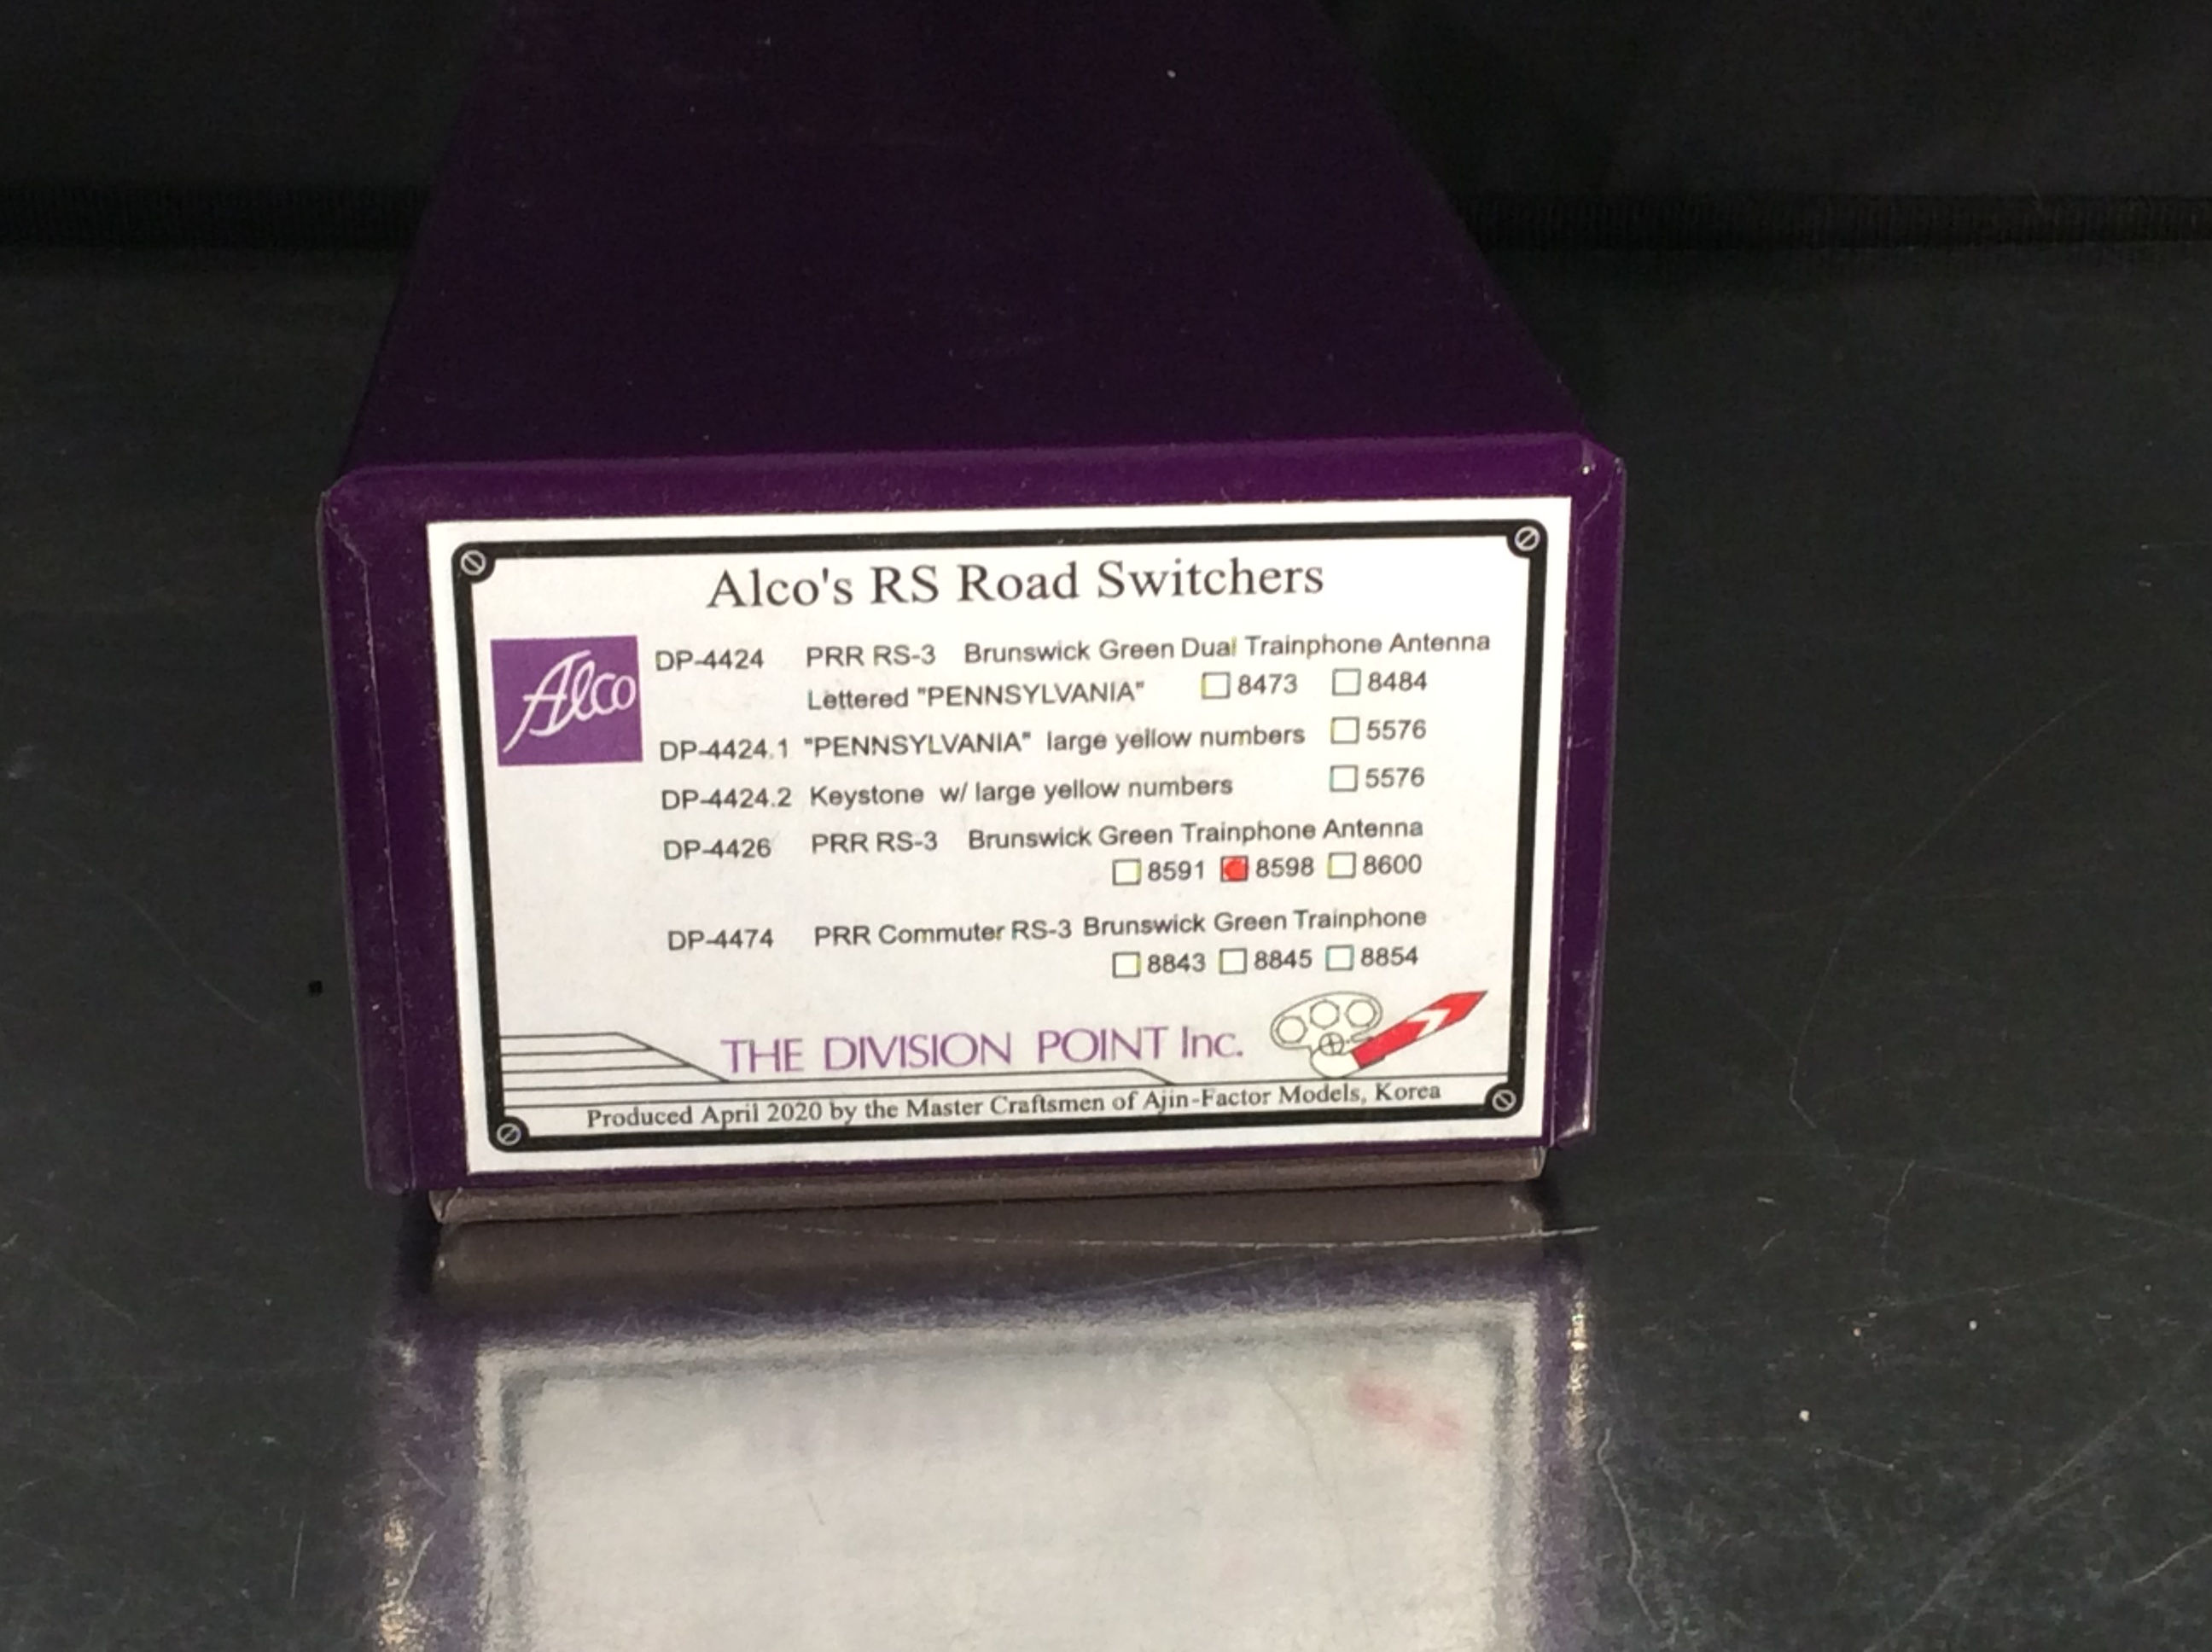 Alco's RS Road Switchers
Alco
DP-4424 PRR RS-3 Brunswick Green Dual Trainphone Antenna
Lettered "PENNSYLVANIA" 8473 8484
DP-4424.1 "PENNSYLVANIA" large yellow numbers 5576
DP-4424.2 Keystone w/ large yellow numbers 5576
DP-4426 PRR RS-3 Brunswick Green Trainphone Antenna
8591 8598 8600
DP-4474 PRR Commuter RS-3 Brunswick Green Trainphone
8843 8845 8854
THE DIVISION POINT Inc.
Produced April 2020 by the Master Craftsmen of Ajin-Factor Models, Korea